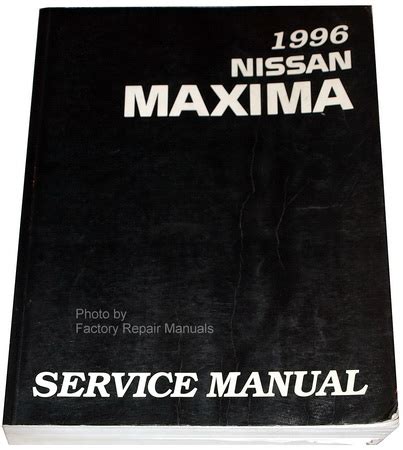 1996
NISSAN
MAXIMA
Photo by
Factory Repair Manuals
SERVICE MANUAL